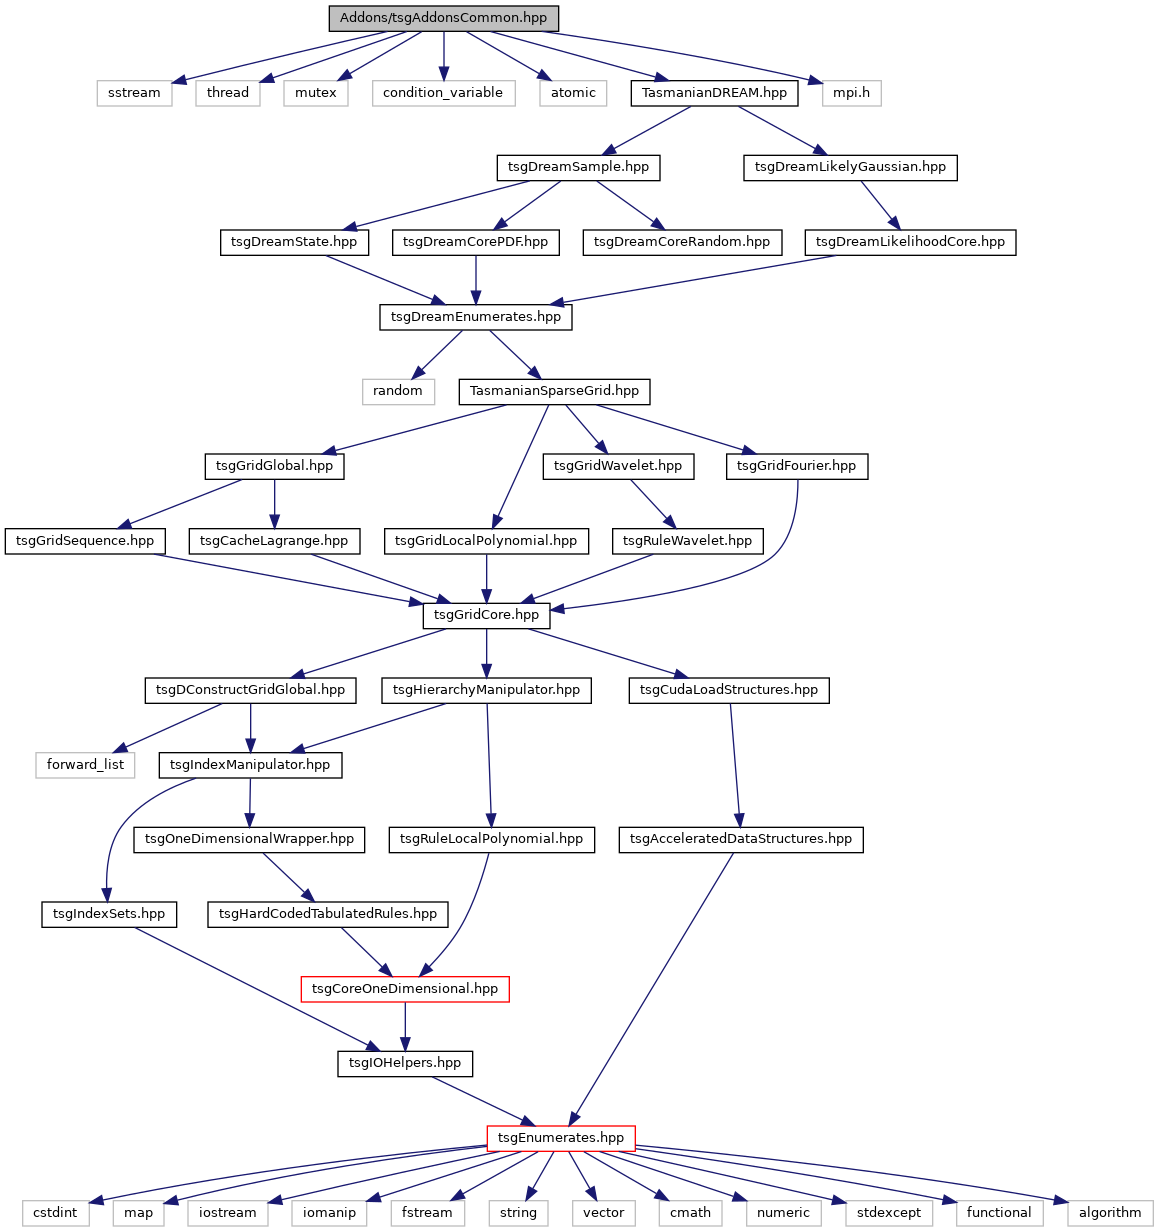 Addons/tsgAddonsCommon.hpp
sstream
thread
mutex
condition_variable
atomic
TasmanianDREAM.hpp
mpi.h
tsgDreamSample.hpp
tsgDreamLikelyGaussian.hpp
tsgDreamState.hpp
tsgDreamCorePDF.hpp
tsgDreamCoreRandom.hpp
tsgDreamLikelihoodCore.hpp
tsgDreamEnumerates.hpp
random
TasmanianSparseGrid.hpp
tsgGridGlobal.hpp
tsgGridWavelet.hpp
tsgGridFourier.hpp
tsgGridSequence.hpp
tsgCacheLagrange.hpp
tsgGridLocalPolynomial.hpp
tsgRuleWavelet.hpp
tsgGridCore.hpp
tsgDConstructGridGlobal.hpp
tsgHierarchyManipulator.hpp
tsgCudaLoadStructures.hpp
forward_list
tsgIndexManipulator.hpp
tsgOneDimensionalWrapper.hpp
tsgRuleLocalPolynomial.hpp
tsgAcceleratedDataStructures.hpp
tsgIndexSets.hpp
tsgHardCodedTabulatedRules.hpp
tsgCoreOneDimensional.hpp
tsgIOHelpers.hpp
tsgEnumerates.hpp
cstdint
map
iostream
iomanip
fstream
string
vector
cmath
numeric
stdexcept
functional
algorithm